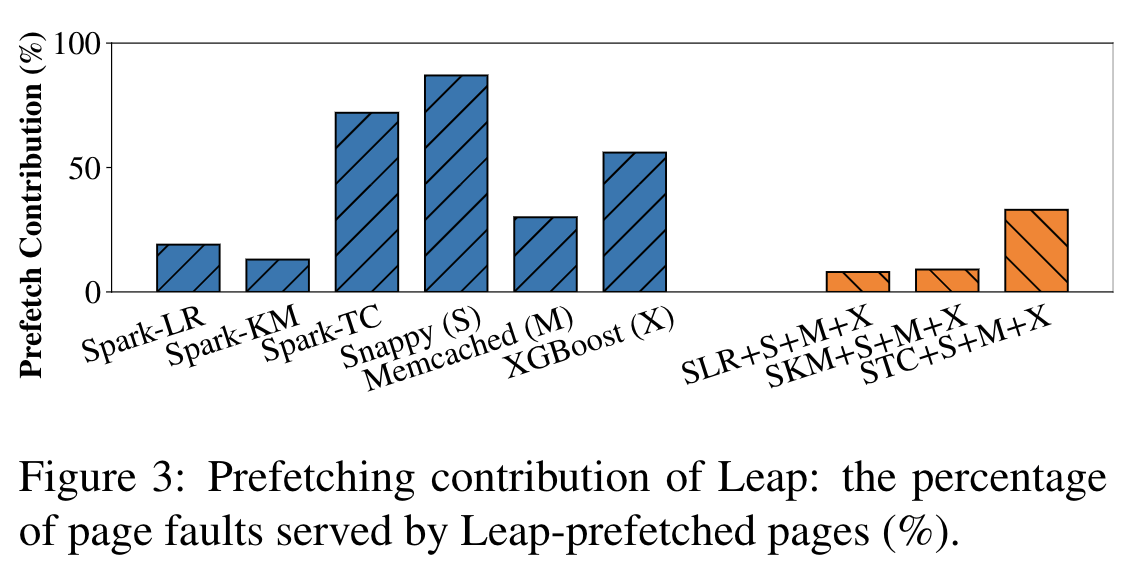 Prefetch Contribution (%)
100
50
0
Spark-LR
Spark-KM
Spark-TC
Snappy (S)
Memcached (M)
XGBoost (X)
SLR+S+M+X
SKM+S+M+X
STC+S+M+X
Figure 3: Prefetching contribution of Leap: the percentage
of page faults served by Leap-prefetched pages (%).